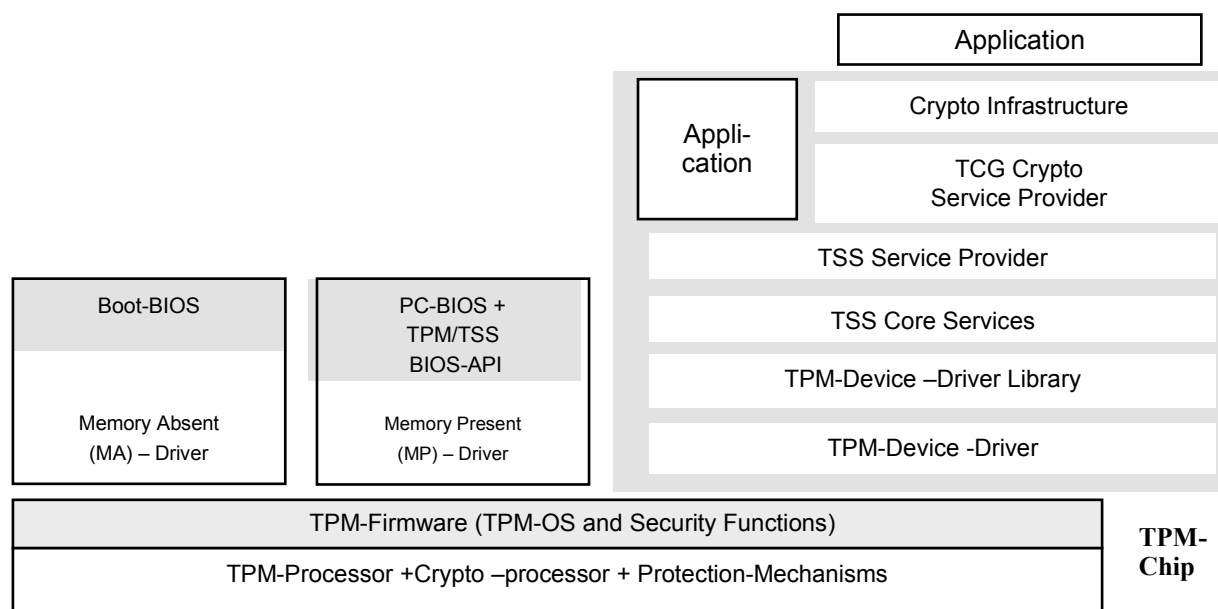 Application
Appli-
cation
Crypto Infrastructure
TCG Crypto
Service Provider
TSS Service Provider
TSS Core Services
TPM-Device –Driver Library
TPM-Device -Driver
Boot-BIOS
Memory Absent
(MA) – Driver
PC-BIOS +
TPM/TSS
BIOS-API
Memory Present
(MP) – Driver
TPM-Firmware (TPM-OS and Security Functions)
TPM-Processor +Crypto –processor + Protection-Mechanisms
TPM-
Chip